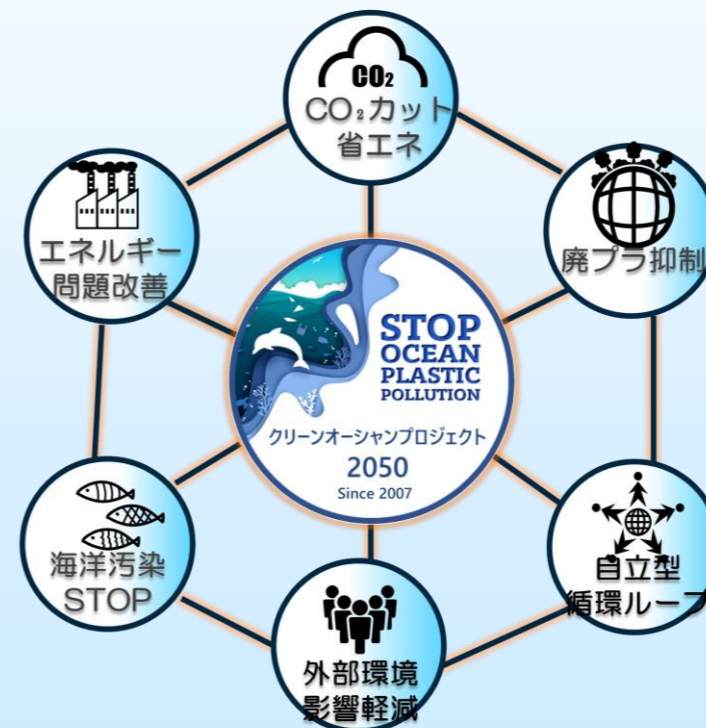 CO₂
CO₂カット
省エネ
エネルギー
問題改善
廃プラ抑制
STOP
OCEAN
PLASTIC
POLLUTION
クリーンオーシャンプロジェクト
2050
Since 2007
海洋汚染
STOP
自立型
循環ループ
外部環境
影響軽減